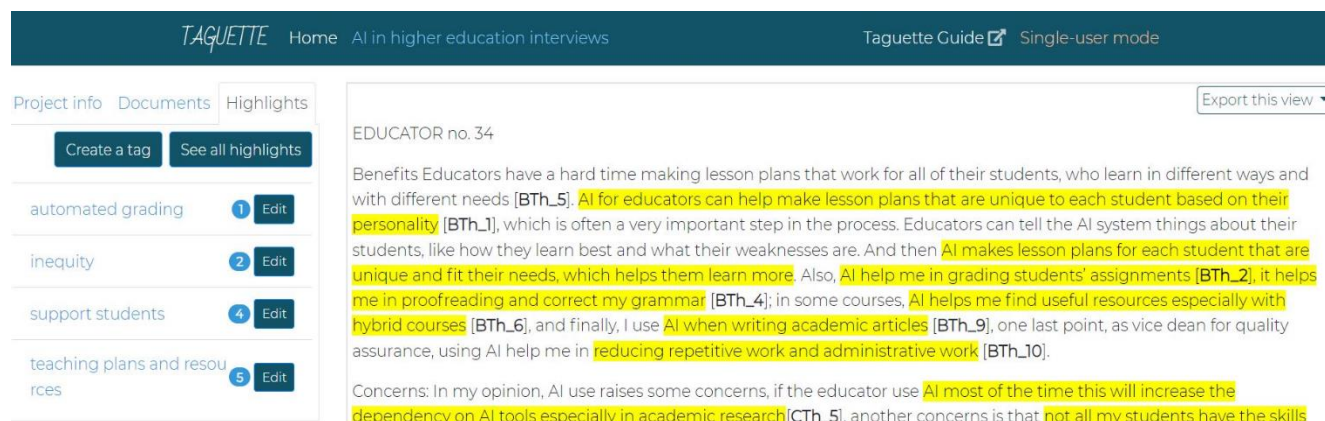 TAGUETTE Home AI in higher education interviews Taguette Guide Single-user mode
Project info Documents Highlights
Create a tag See all highlights
automated grading 1 Edit
inequity 2 Edit
support students 4 Edit
teaching plans and resou
rces 5 Edit
Export this view
EDUCATOR no. 34
Benefits Educators have a hard time making lesson plans that work for all of their students, who learn in different ways and
with different needs [BTh_5]. AI for educators can help make lesson plans that are unique to each student based on their
personality [BTh_1], which is often a very important step in the process. Educators can tell the AI system things about their
students, like how they learn best and what their weaknesses are. And then AI makes lesson plans for each student that are
unique and fit their needs, which helps them learn more. Also, AI help me in grading students' assignments [BTh_2], it helps
me in proofreading and correct my grammar [BTh_4]; in some courses, AI helps me find useful resources especially with
hybrid courses [BTh_6], and finally, I use AI when writing academic articles [BTh_9], one last point, as vice dean for quality
assurance, using AI help me in reducing repetitive work and administrative work [BTh_10].
Concerns: In my opinion, AI use raises some concerns, if the educator use AI most of the time this will increase the
dependency on AI tools especially in academic research[CTh_5], another concerns is that not all my students have the skills